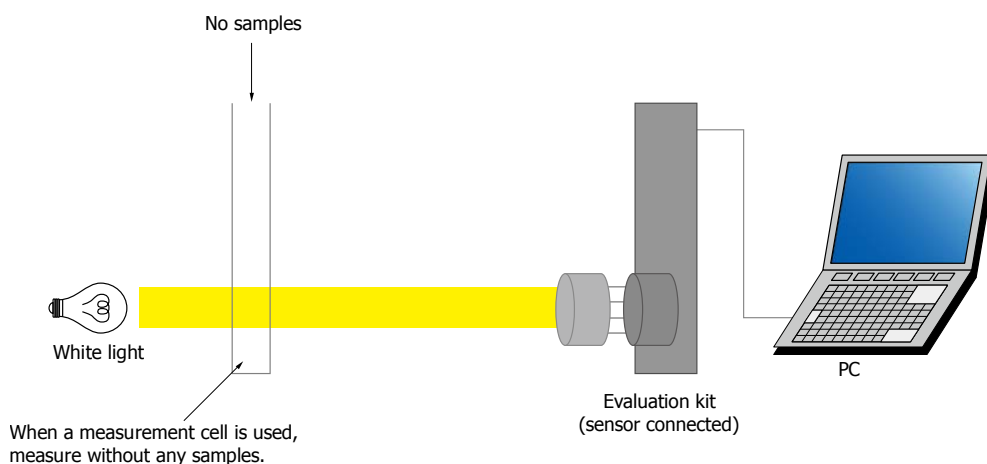 No samples
White light
When a measurement cell is used,
measure without any samples.
Evaluation kit
(sensor connected)
PC